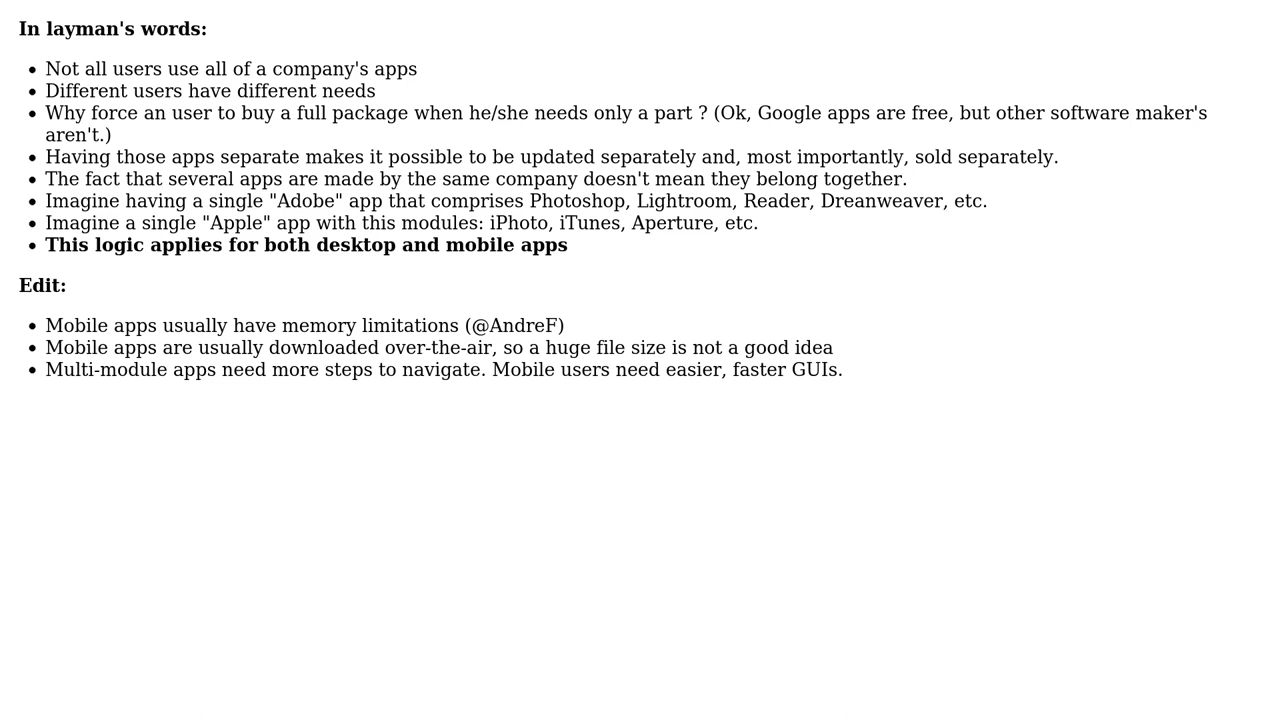 In layman's words:
Not all users use all of a company's apps
Different users have different needs
Why force an user to buy a full package when he/she needs only a part ? (Ok, Google apps are free, but other software maker's
aren't.)
Having those apps separate makes it possible to be updated separately and, most importantly, sold separately.
The fact that several apps are made by the same company doesn't mean they belong together.
Imagine having a single "Adobe" app that comprises Photoshop, Lightroom, Reader, Dreanweaver, etc.
Imagine a single "Apple" app with this modules: iPhoto, iTunes, Aperture, etc.
This logic applies for both desktop and mobile apps
Edit:
Mobile apps usually have memory limitations (@AndreF)
Mobile apps are usually downloaded over-the-air, so a huge file size is not a good idea
Multi-module apps need more steps to navigate. Mobile users need easier, faster GUIs.